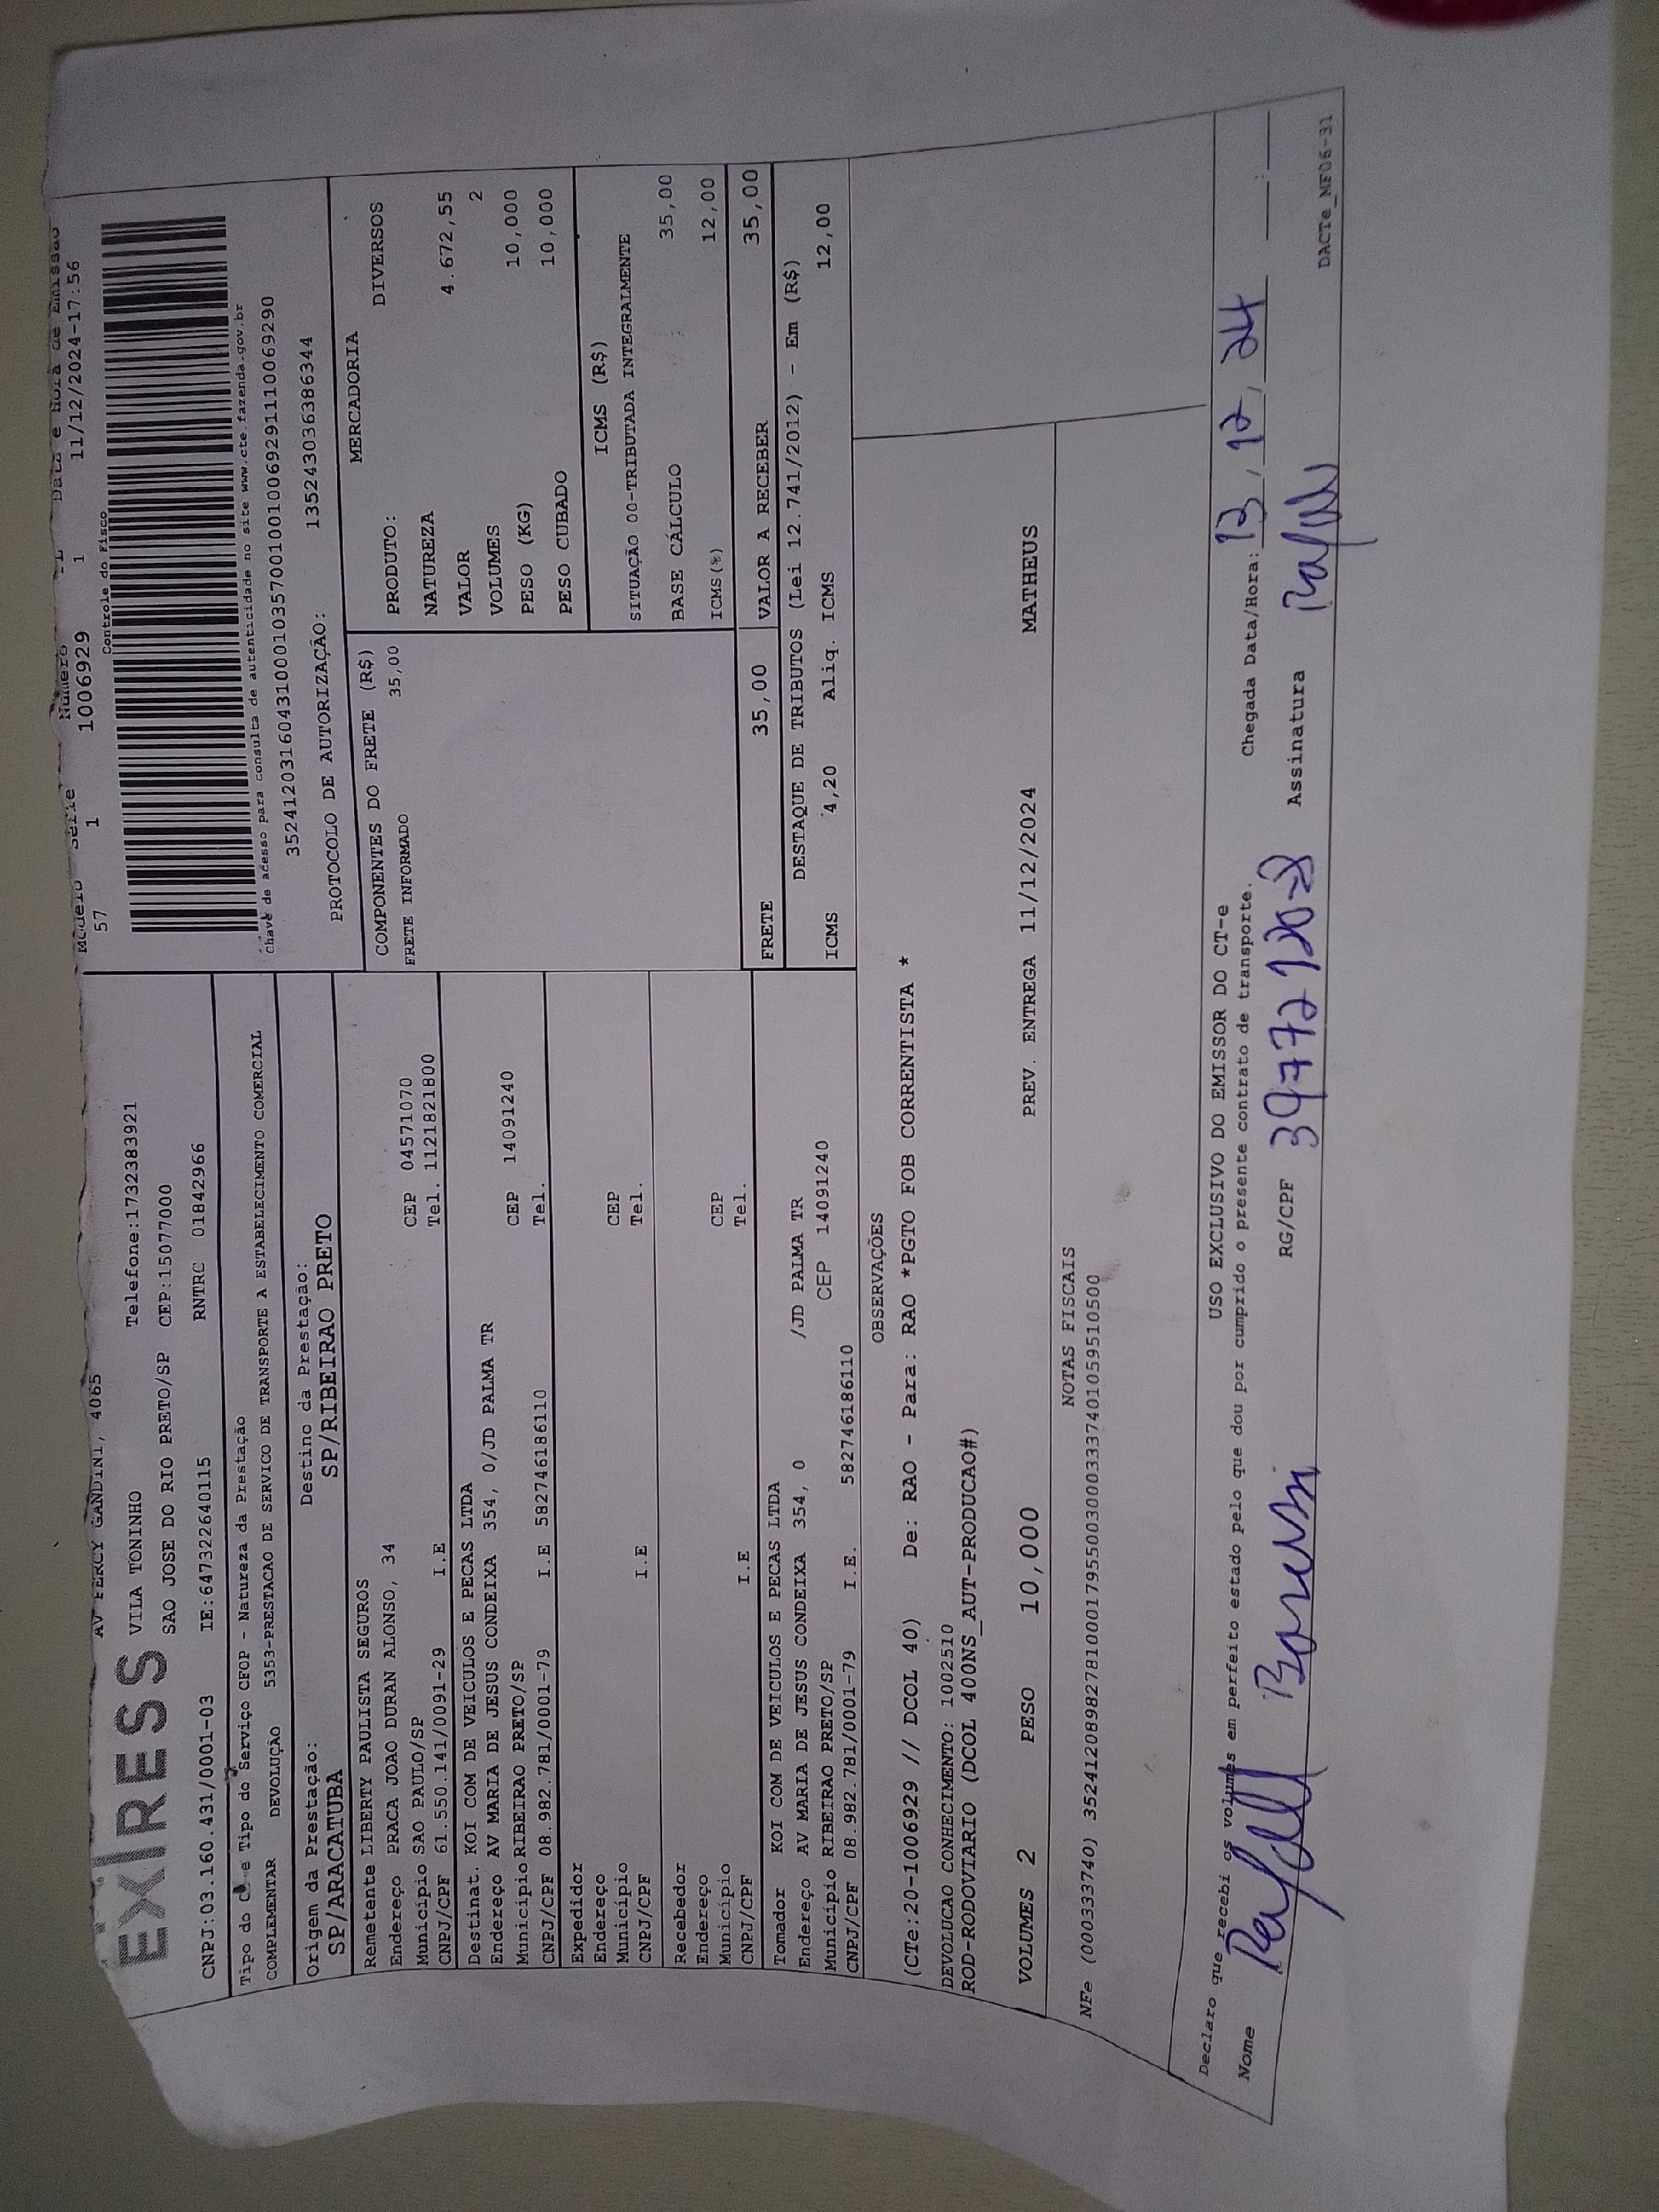 EX|RESS
AV PERCY GANDINI, 4065
VILA TONINHO Telefone:1732383921
SAO JOSE DO RIO PRETO/SP CEP:15077000
CNPJ:03.160.431/0001-03 IE:647322640115 RNTRC 01842966
Modelo Série Número FL Data e Hora de Emissão
57 1 1006929 1 11/12/2024-17:56
Controle do Fisco
Chave de acesso para consulta de autenticidade no site www.cte.fazenda.gov.br
35241203160431000103570010010069291110069290
PROTOCOLO DE AUTORIZAÇÃO: 135243036386344
Tipo do Tipo do Serviço CFOP - Natureza da Prestação
COMPLEMENTAR DEVOLUÇÃO 5353-PRESTACAO DE SERVICO DE TRANSPORTE A ESTABELECIMENTO COMERCIAL
Origem da Prestação: Destino da Prestação:
SP/ARACATUBA SP/RIBEIRAO PRETO
Remetente LIBERTY PAULISTA SEGUROS
Endereço PRACA JOAO DURAN ALONSO, 34
Município SAO PAULO/SP CEP 04571070
CNPJ/CPF 61.550.141/0091-29 I.E Tel. 1121821800
Destinat. KOI COM DE VEICULOS E PECAS LTDA
Endereço AV MARIA DE JESUS CONDEIXA 354, 0/JD PALMA TR
Município RIBEIRAO PRETO/SP CEP 14091240
CNPJ/CPF 08.982.781/0001-79 I.E 582746186110 Tel.
Expedidor
Endereço
Município CEP
CNPJ/CPF I.E Tel.
Recebedor
Endereço
Município CEP
CNPJ/CPF I.E Tel.
Tomador KOI COM DE VEICULOS E PECAS LTDA
Endereço AV MARIA DE JESUS CONDEIXA 354, 0 /JD PALMA TR
Município RIBEIRAO PRETO/SP CEP 14091240
CNPJ/CPF 08.982.781/0001-79 I.E. 582746186110
COMPONENTES DO FRETE (R$)
FRETE INFORMADO 35,00
MERCADORIA
PRODUTO: DIVERSOS
NATUREZA
VALOR 4.672,55
VOLUMES 2
PESO (KG) 10,000
PESO CUBADO 10,000
ICMS (R$)
SITUAÇÃO 00-TRIBUTADA INTEGRALMENTE
BASE CÁLCULO 35,00
ICMS(%) 12,00
FRETE 35,00 VALOR A RECEBER 35,00
DESTAQUE DE TRIBUTOS (Lei 12.741/2012) - Em (R$)
ICMS 4,20 Aliq. ICMS 12,00
OBSERVAÇÕES
(CTe:20-1006929 // DCOL 40) De: RAO - Para: RAO *PGTO FOB CORRENTISTA *
DEVOLUCAO CONHECIMENTO: 1002510
ROD-RODOVIARIO (DCOL 400NS_AUT-PRODUCAO#)
VOLUMES 2 PESO 10,000 PREV. ENTREGA 11/12/2024 MATHEUS
NOTAS FISCAIS
NFe (000333740) 35241208982781000179550030003337401059510500
USO EXCLUSIVO DO EMISSOR DO CT-e
Declaro que recebi os volumes em perfeito estado pelo que dou por cumprido o presente contrato de transporte. Chegada Data/Hora: 13, 12, 24 :
Nome RG/CPF Assinatura
DACTe_NF06-31